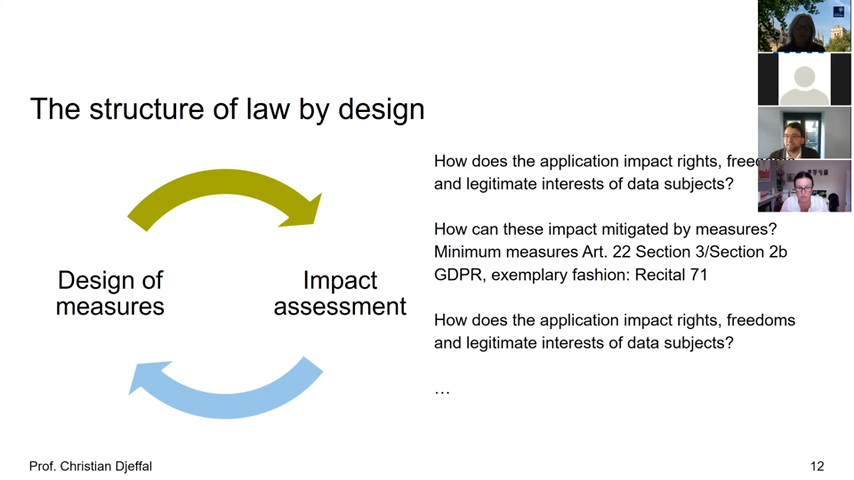 The structure of law by design
Design of
measures
Impact
assessment
How does the application impact rights,
and legitimate interests of data subjects?
How can these impact mitigated by measures?
Minimum measures Art. 22 Section 3/Section 2b
GDPR, exemplary fashion: Recital 71
How does the application impact rights, freedoms
and legitimate interests of data subjects?
…
Prof. Christian Djeffal
12